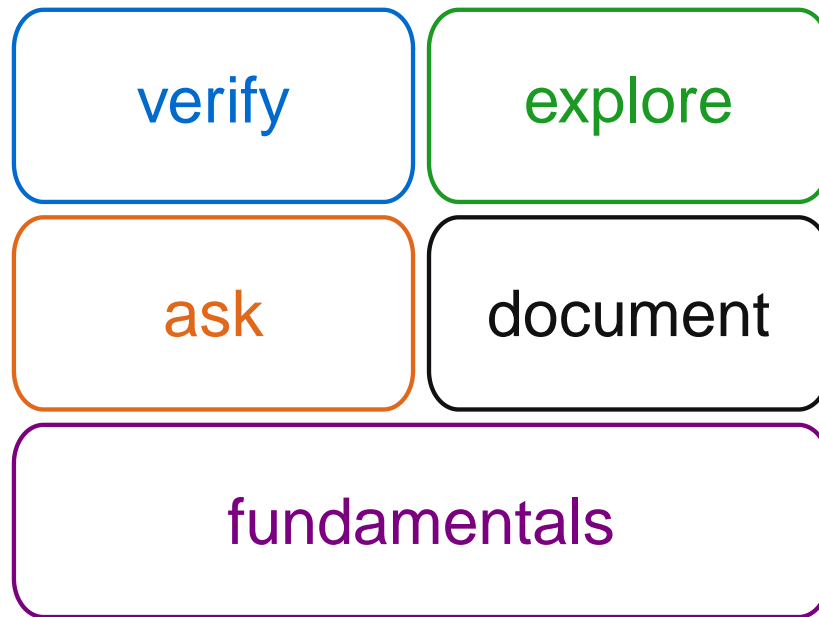 verify
explore
ask
document
fundamentals